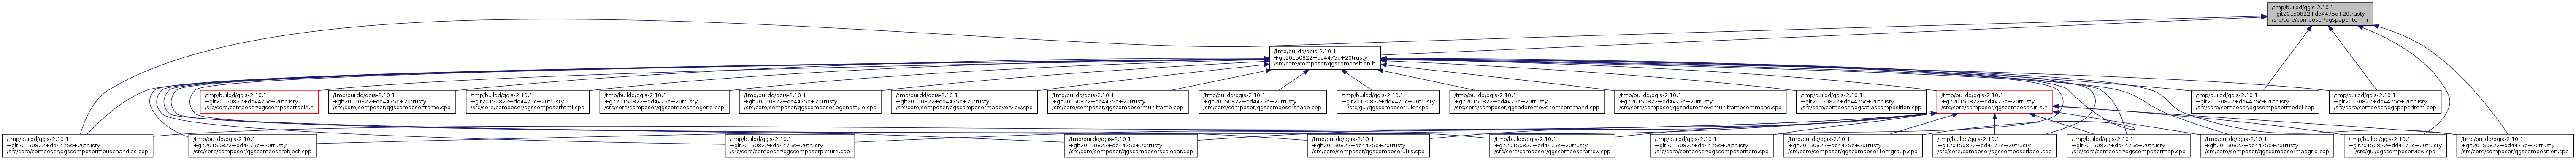 /tmp/buildd/qgis-2.10.1
+git20150822+dd4475c+20trusty
/src/core/composer/qgspaperitem.h
/tmp/buildd/qgis-2.10.1
+git20150822+dd4475c+20trusty
/src/core/composer/qgscomposition.h
/tmp/buildd/qgis-2.10.1
+git20150822+dd4475c+20trusty
/src/core/composer/qgscomposertable.h
/tmp/buildd/qgis-2.10.1
+git20150822+dd4475c+20trusty
/src/core/composer/qgscomposerframe.cpp
/tmp/buildd/qgis-2.10.1
+git20150822+dd4475c+20trusty
/src/core/composer/qgscomposerhtml.cpp
/tmp/buildd/qgis-2.10.1
+git20150822+dd4475c+20trusty
/src/core/composer/qgscomposerlegend.cpp
/tmp/buildd/qgis-2.10.1
+git20150822+dd4475c+20trusty
/src/core/composer/qgscomposerlegendstyle.cpp
/tmp/buildd/qgis-2.10.1
+git20150822+dd4475c+20trusty
/src/core/composer/qgscomposermapoverview.cpp
/tmp/buildd/qgis-2.10.1
+git20150822+dd4475c+20trusty
/src/core/composer/qgscomposermultiframe.cpp
/tmp/buildd/qgis-2.10.1
+git20150822+dd4475c+20trusty
/src/core/composer/qgscomposershape.cpp
/tmp/buildd/qgis-2.10.1
+git20150822+dd4475c+20trusty
/src/gui/qgscomposerruler.cpp
/tmp/buildd/qgis-2.10.1
+git20150822+dd4475c+20trusty
/src/core/composer/qgsaddremoveitemcommand.cpp
/tmp/buildd/qgis-2.10.1
+git20150822+dd4475c+20trusty
/src/core/composer/qgsaddremovemultiframecommand.cpp
/tmp/buildd/qgis-2.10.1
+git20150822+dd4475c+20trusty
/src/core/composer/qgsatlascomposition.cpp
/tmp/buildd/qgis-2.10.1
+git20150822+dd4475c+20trusty
/src/core/composer/qgscomposerutils.h
/tmp/buildd/qgis-2.10.1
+git20150822+dd4475c+20trusty
/src/core/composer/qgscomposermodel.cpp
/tmp/buildd/qgis-2.10.1
+git20150822+dd4475c+20trusty
/src/core/composer/qgspaperitem.cpp
/tmp/buildd/qgis-2.10.1
+git20150822+dd4475c+20trusty
/src/core/composer/qgscomposermousehandles.cpp
/tmp/buildd/qgis-2.10.1
+git20150822+dd4475c+20trusty
/src/core/composer/qgscomposerobject.cpp
/tmp/buildd/qgis-2.10.1
+git20150822+dd4475c+20trusty
/src/core/composer/qgscomposerpicture.cpp
/tmp/buildd/qgis-2.10.1
+git20150822+dd4475c+20trusty
/src/core/composer/qgscomposerscalebar.cpp
/tmp/buildd/qgis-2.10.1
+git20150822+dd4475c+20trusty
/src/core/composer/qgscomposerutils.cpp
/tmp/buildd/qgis-2.10.1
+git20150822+dd4475c+20trusty
/src/core/composer/qgscomposerarrow.cpp
/tmp/buildd/qgis-2.10.1
+git20150822+dd4475c+20trusty
/src/core/composer/qgscomposeritem.cpp
/tmp/buildd/qgis-2.10.1
+git20150822+dd4475c+20trusty
/src/core/composer/qgscomposeritemgroup.cpp
/tmp/buildd/qgis-2.10.1
+git20150822+dd4475c+20trusty
/src/core/composer/qgscomposerlabel.cpp
/tmp/buildd/qgis-2.10.1
+git20150822+dd4475c+20trusty
/src/core/composer/qgscomposermap.cpp
/tmp/buildd/qgis-2.10.1
+git20150822+dd4475c+20trusty
/src/core/composer/qgscomposermapgrid.cpp
/tmp/buildd/qgis-2.10.1
+git20150822+dd4475c+20trusty
/src/gui/qgscomposerview.cpp
/tmp/buildd/qgis-2.10.1
+git20150822+dd4475c+20trusty
/src/core/composer/qgscomposition.cpp